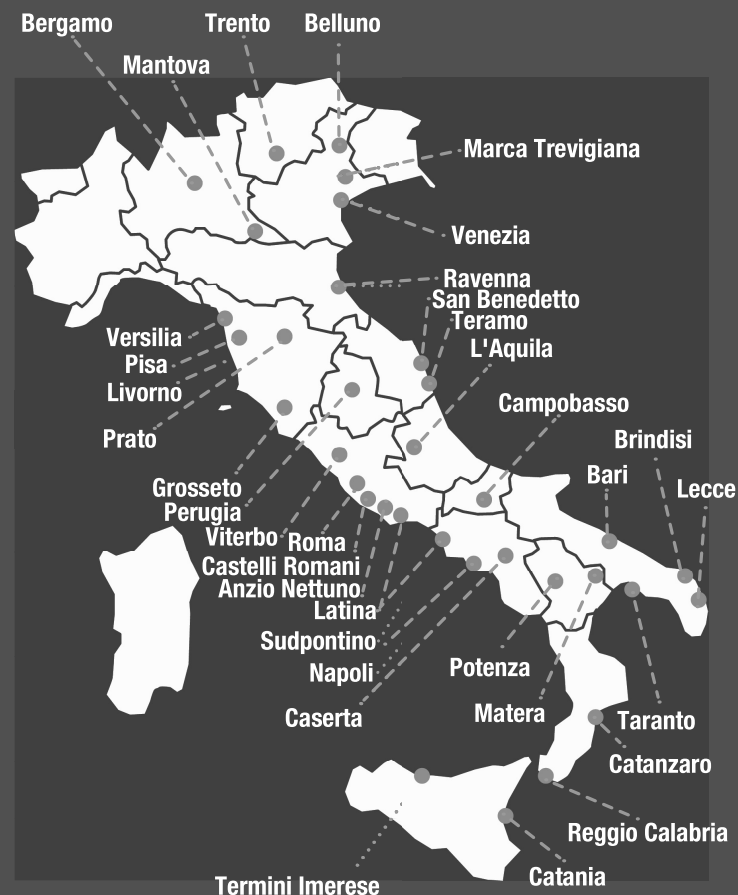 Bergamo
Trento
Belluno
Mantova
Marca Trevigiana
Venezia
Ravenna
San Benedetto
Teramo
Versilia
L'Aquila
Pisa
Livorno
Campobasso
Prato
Brindisi
Bari
Grosseto
Lecce
Perugia
Viterbo
Roma
Castelli Romani
Anzio Nettuno
Latina
Sudpontino
Potenza
Napoli
Matera
Caserta
Taranto
Catanzaro
Reggio Calabria
Catania
Termini Imerese